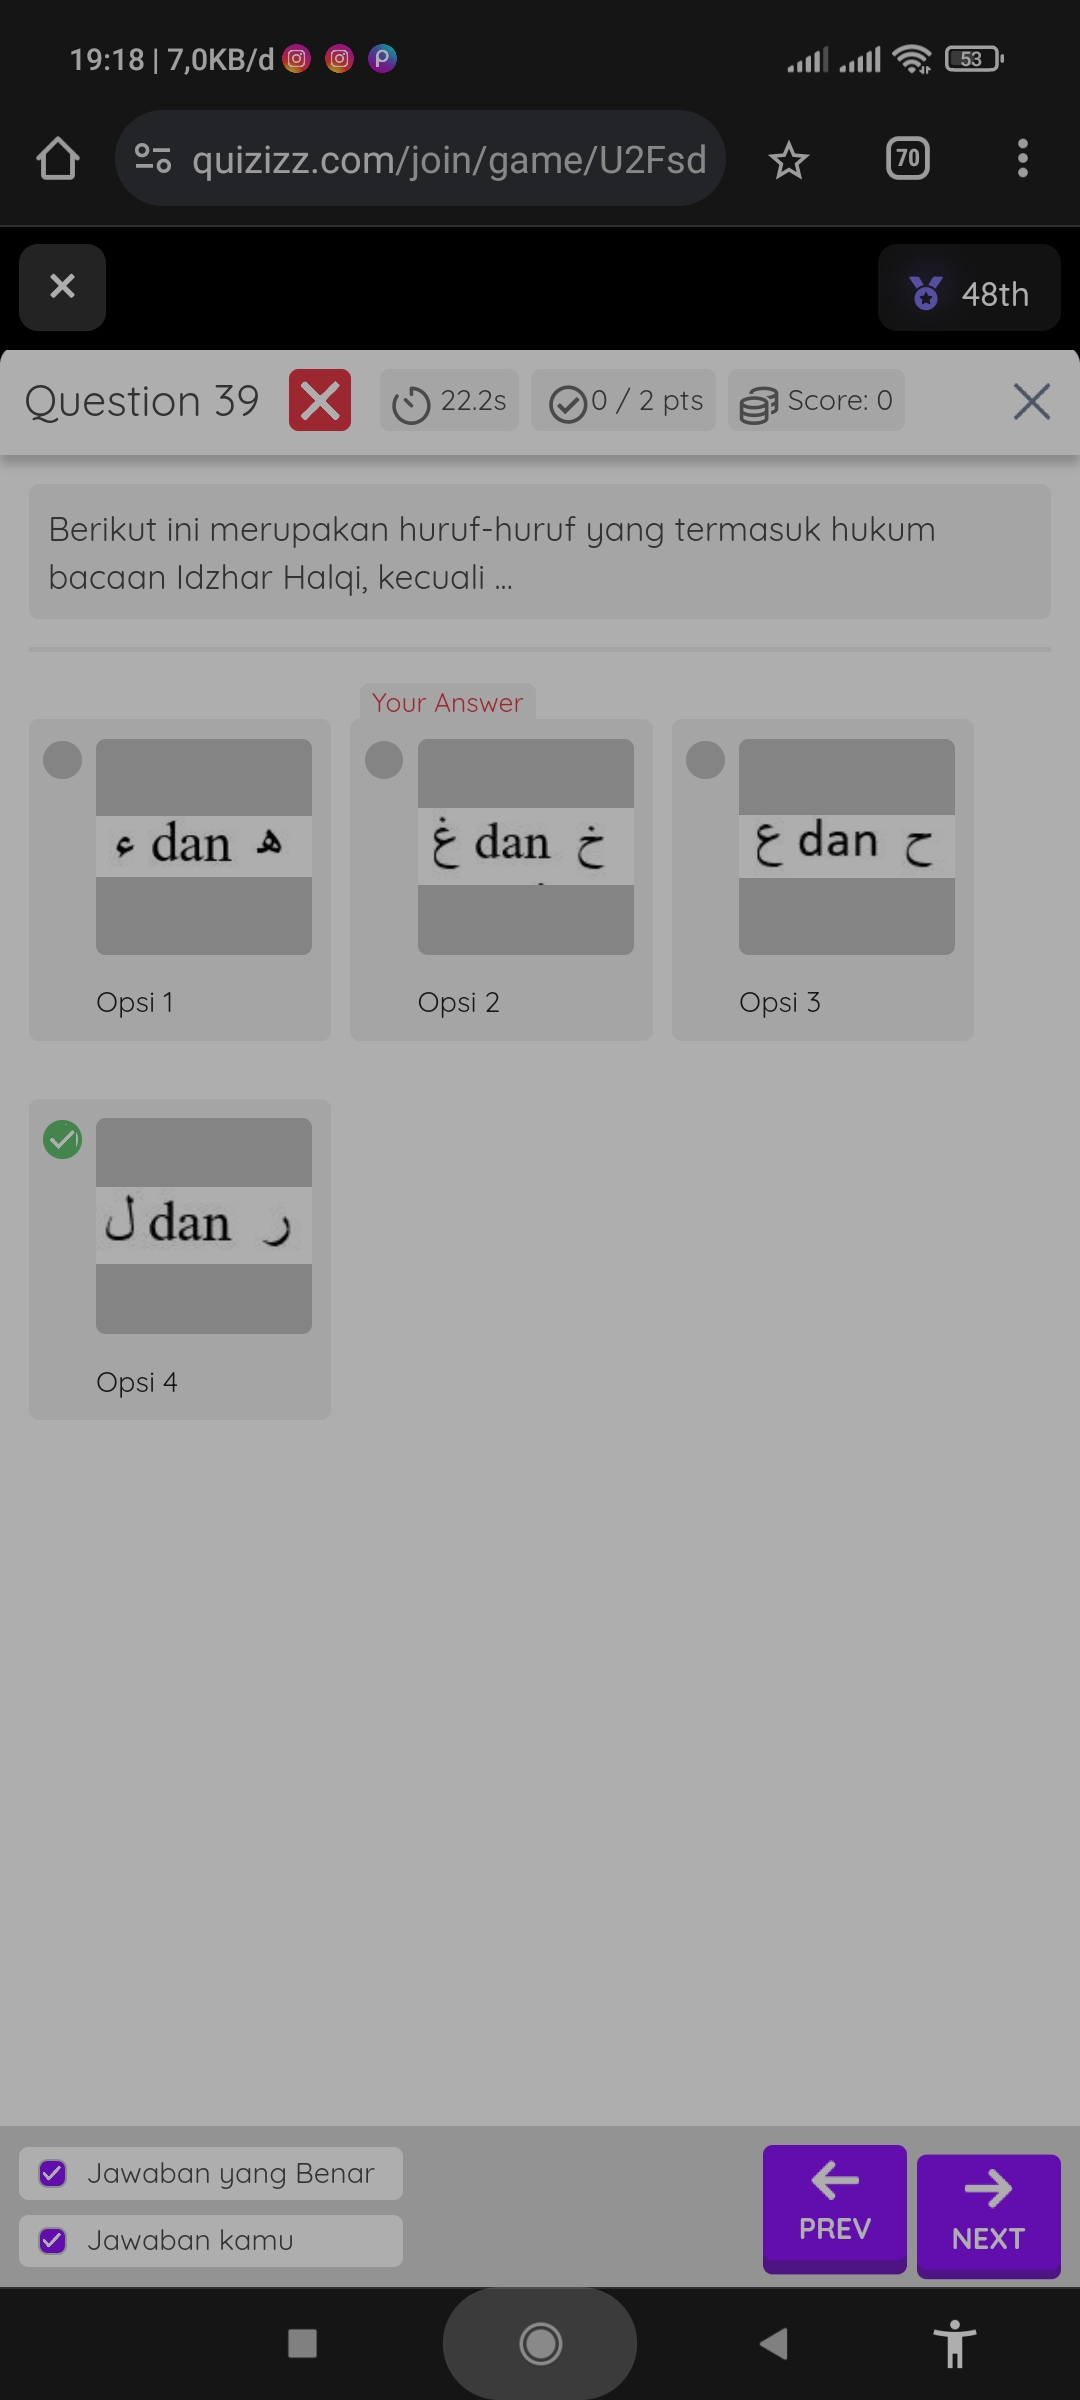 19:18 | 7,0KB/d
53
quizizz.com/join/game/U2Fsd
70
48th
Question 39
22.2s
0 / 2 pts
Score: 0
Berikut ini merupakan huruf-huruf yang termasuk hukum
bacaan Idzhar Halqi, kecuali ...
Your Answer
ء dan ه
غ dan خ
ع dan ح
Opsi 1
Opsi 2
Opsi 3
ل dan ر
Opsi 4
Jawaban yang Benar
Jawaban kamu
PREV
NEXT